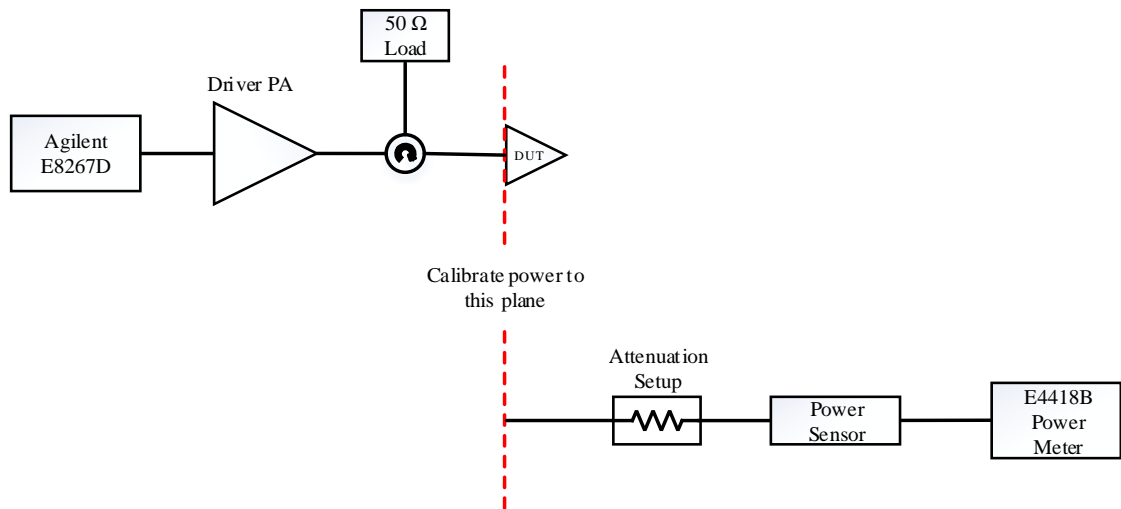 50 Ω
Load
Driver PA
Agilent
E8267D
DUT
Calibrate power to
this plane
Attenuation
Setup
Power
Sensor
E4418B
Power
Meter